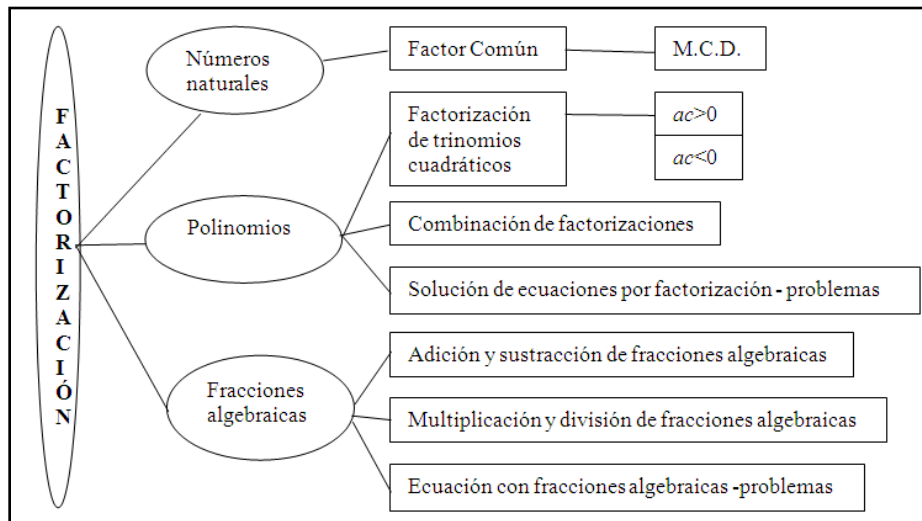 FACTORIZACIÓN
Números
naturales
Factor Común
M.C.D.
Polinomios
Factorización
de trinomios
cuadráticos
ac>0
ac<0
Combinación de factorizaciones
Solución de ecuaciones por factorización - problemas
Fracciones
algebraicas
Adición y sustracción de fracciones algebraicas
Multiplicación y división de fracciones algebraicas
Ecuación con fracciones algebraicas -problemas